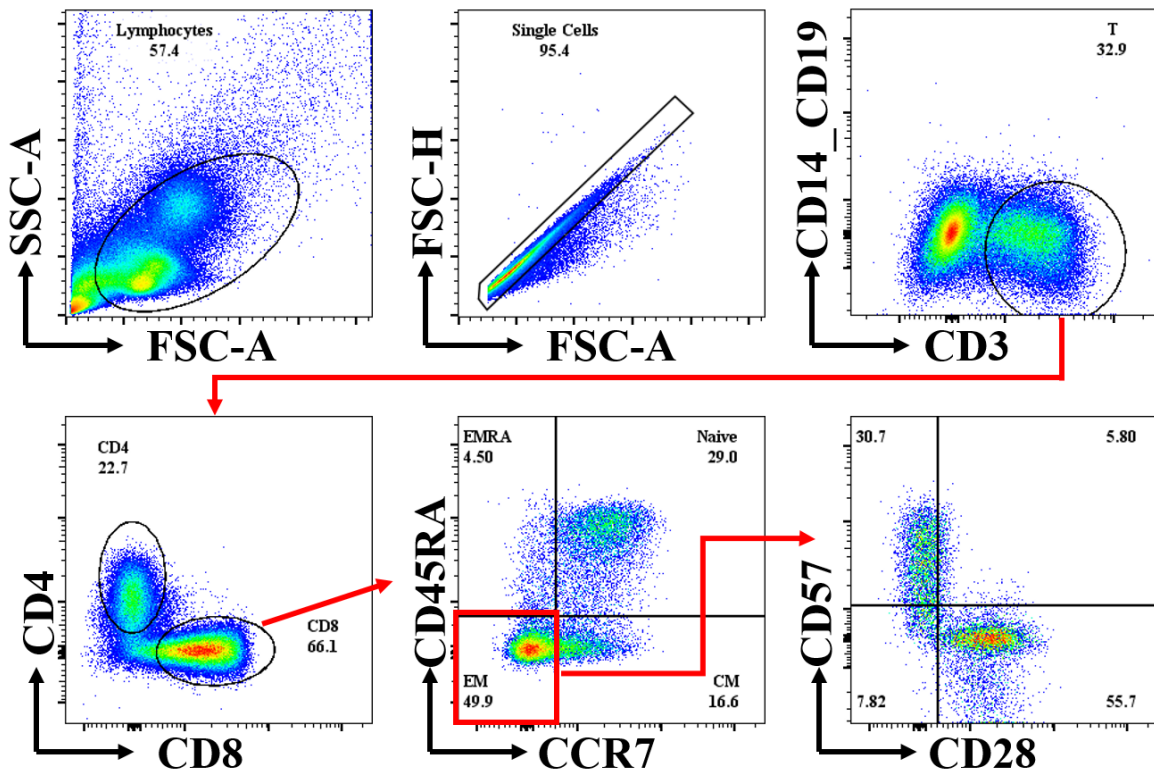 Lymphocytes
57.4
SSC-A
FSC-A
Single Cells
95.4
FSC-H
FSC-A
T
32.9
CD14_CD19
CD3
CD4
22.7
CD8
66.1
CD4
CD8
EMRA
4.50
Naive
29.0
EM
49.9
CM
16.6
CD45RA
CCR7
30.7
5.80
7.82
55.7
CD57
CD28